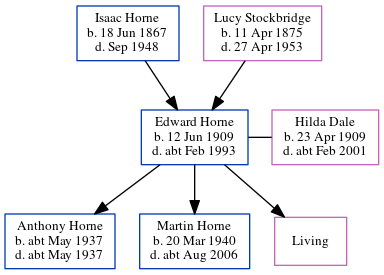 Isaac Horne
b. 18 Jun 1867
d. Sep 1948
Lucy Stockbridge
b. 11 Apr 1875
d. 27 Apr 1953
Edward Horne
b. 12 Jun 1909
d. abt Feb 1993
Hilda Dale
b. 23 Apr 1909
d. abt Feb 2001
Anthony Horne
b. abt May 1937
d. abt May 1937
Martin Horne
b. 20 Mar 1940
d. abt Aug 2006
Living